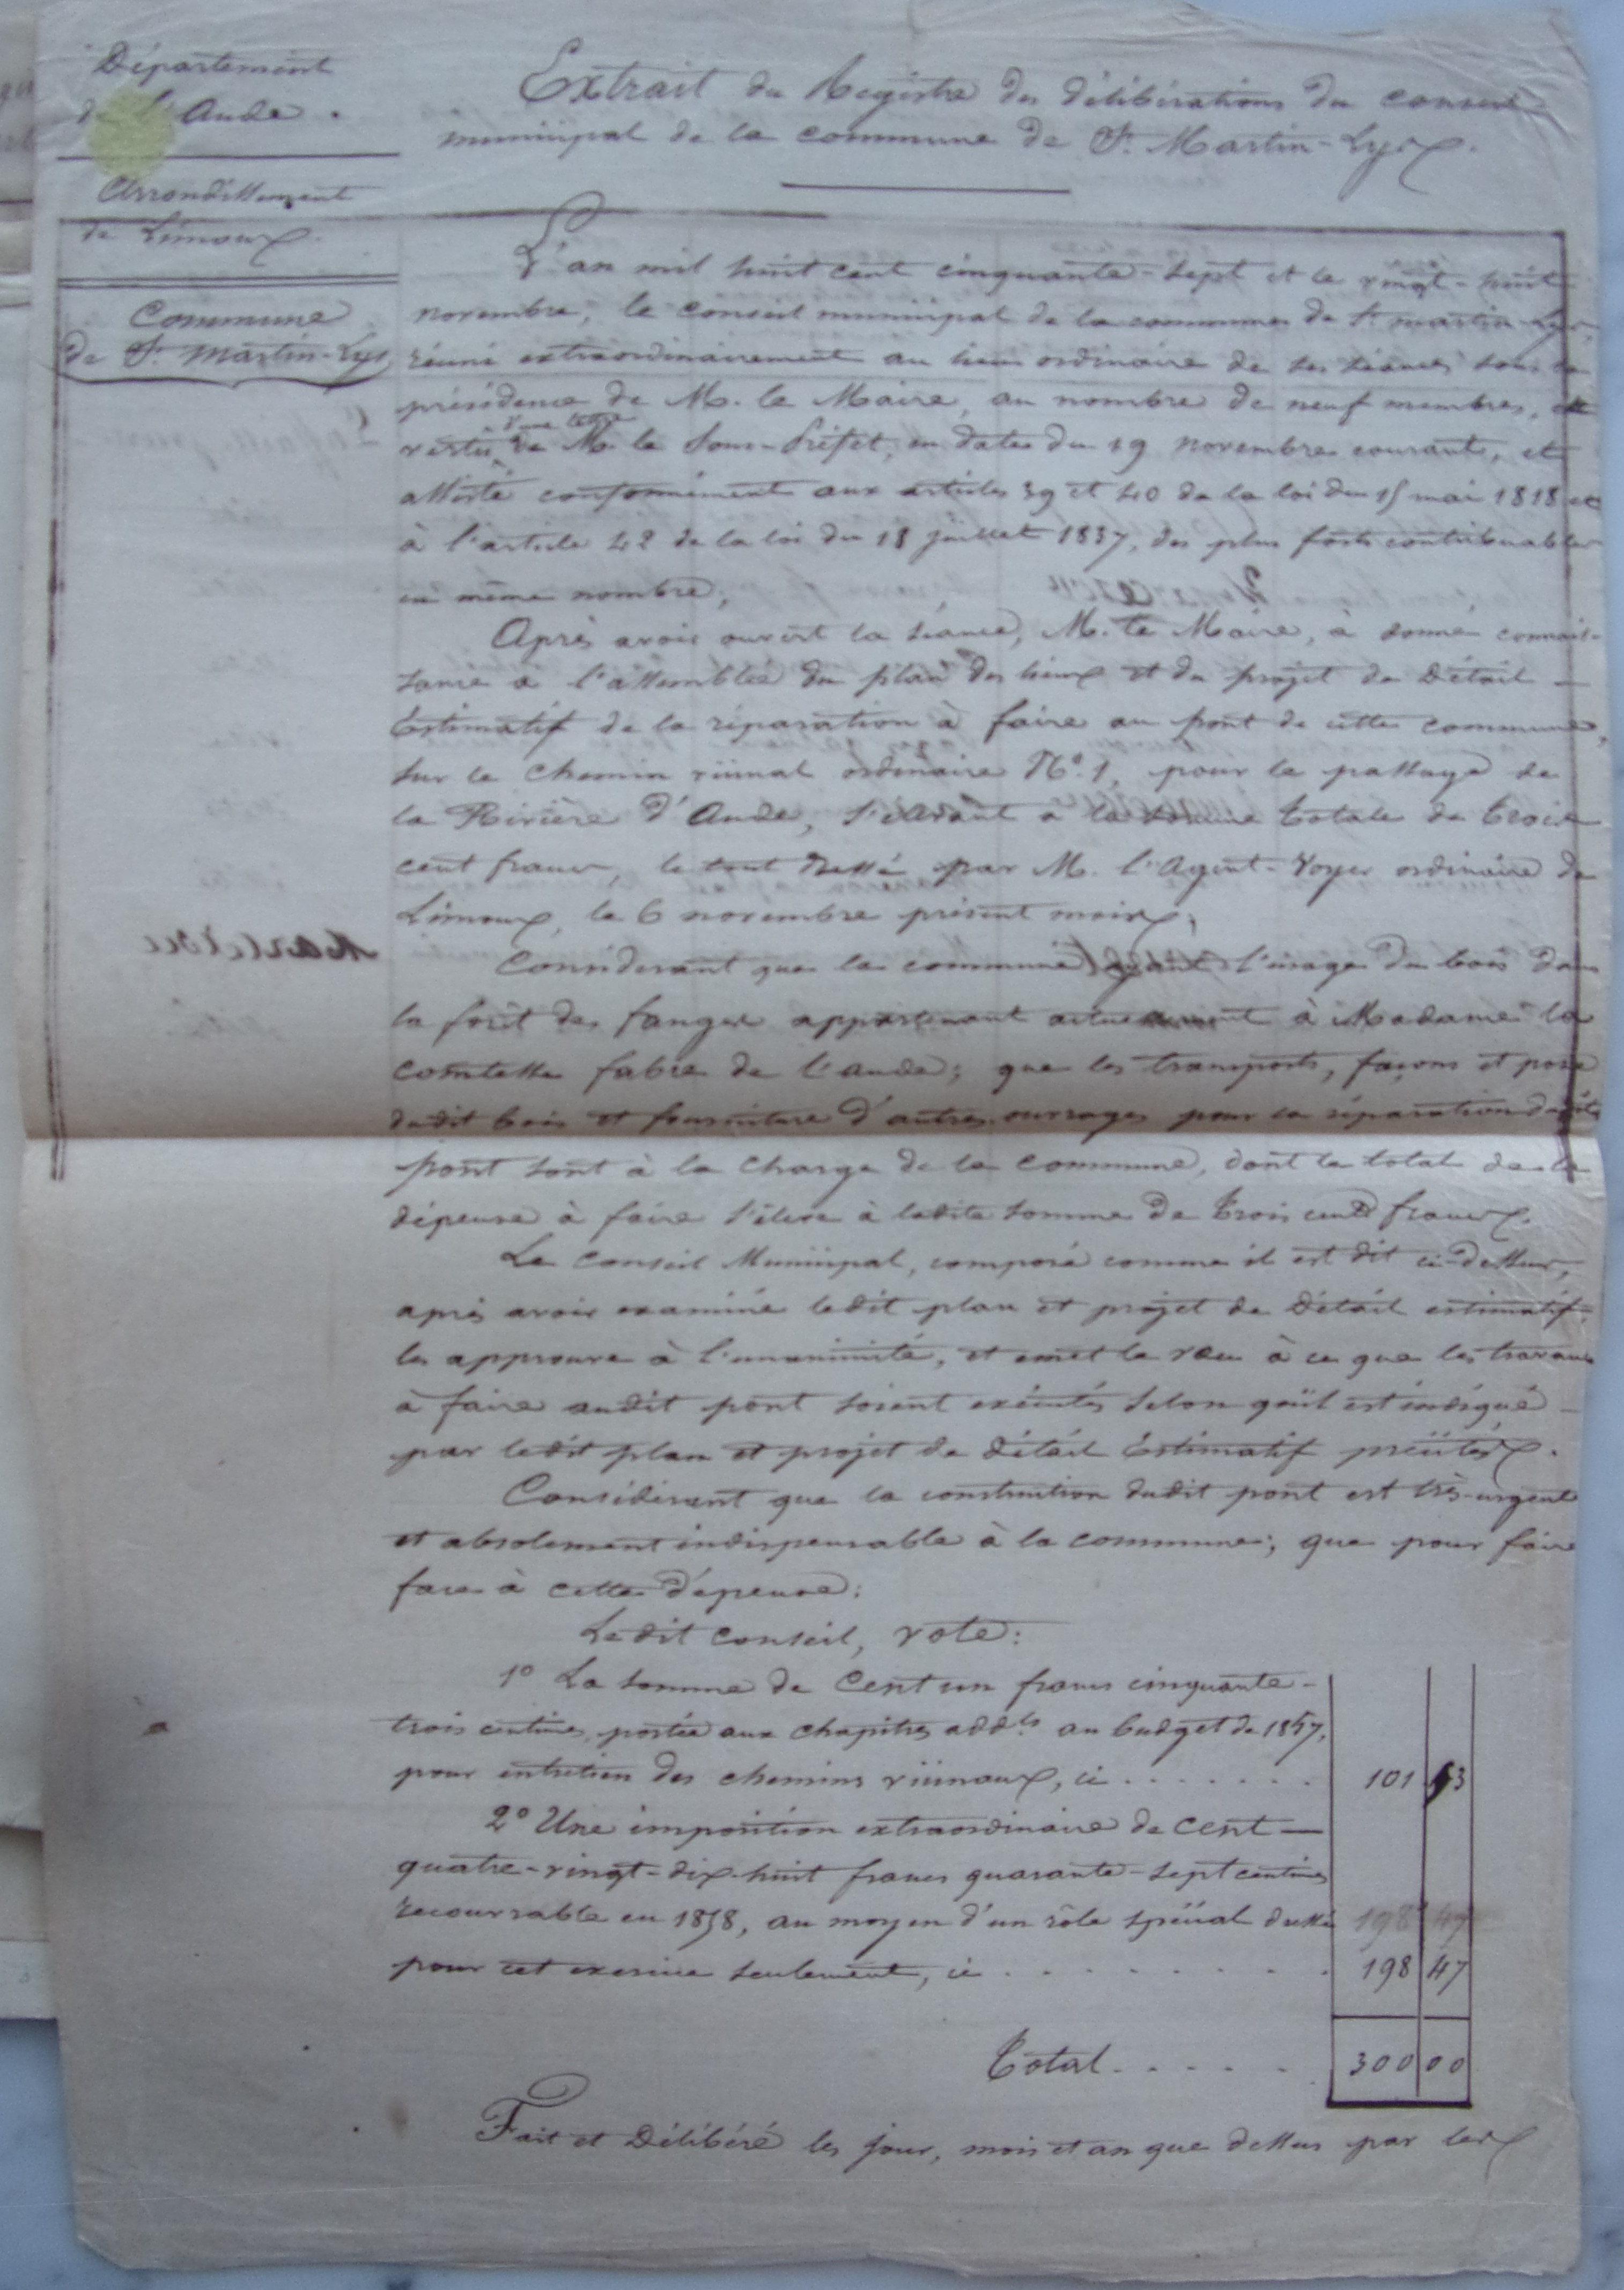 Département
de l'Aude.
Arrondissement
de Limoux
Commune
de St. Martin-Lys
Extrait du Registre des délibérations du conseil
municipal de la commune de St. Martin-Lys.
L'an mil huit cent cinquante-sept et le vingt-huit
novembre, le conseil municipal de la commune de St. martin-Lys,
réuni extraordinairement au lieu ordinaire de ses séances sous la
présidence de M. le Maire, au nombre de neuf membres, en
vertu d'une lettre de M. le Sous-Préfet, en date du 19 novembre courant, et
assisté conformément aux articles 39 et 40 de la loi du 15 mai 1818 et
à l'article 42 de la loi du 18 juillet 1837, des plus forts contribuables
en même nombre;
Après avoir ouvert la séance, M. le Maire, à donné connais-
sance à l'assemblée du plan des lieux et du projet de Détail
Estimatif de la réparation à faire au pont de cette commune,
sur le chemin vicinal ordinaire No. 1, pour le passage de
la Rivière d'Aude, s'élevant à la somme totale de trois
cent francs, le tout dressé par M. l'Agent-Voyer ordinaire de
Limoux, le 6 novembre présent mois;
Considérant que la commune ayant l'usage du bois dans
la forêt des fanges appartenant actuellement à Madame la
comtesse fabre de l'aude; que les transports, façons et pose
dudit bois et fourniture d'autres ouvrages pour la réparation dudit
pont sont à la charge de la commune, dont le total de la
dépense à faire s'élève à ladite somme de trois cents francs.
Le Conseil Municipal, composé comme il est dit ci-dessus,
après avoir examiné ledit plan et projet de Détail estimatif,
les approuve à l'unanimité, et émet le vœu à ce que les travaux
à faire audit pont soient exécutés selon qu'il est indiqué
par ledit plan et projet de détail Estimatif précités.
Considérant que la construction dudit pont est très-urgente
et absolument indispensable à la commune; que pour faire
face à cette dépense:
Ledit conseil, vote:
1o La somme de Cent un francs cinquante-
trois centimes, portée aux chapitres addls au budget de 1857,
pour entretien des chemins vicinaux, ci ....... 101 53
2o Une imposition extraordinaire de cent
quatre-vingt-dix-huit francs quarante-sept centimes
recouvrable en 1858, au moyen d'un rôle spécial dressé 198 47
pour cet exercice seulement, ci ......... 198 47
Total ..... 300 00
Fait et Délibéré les jour, mois et an que dessus par les